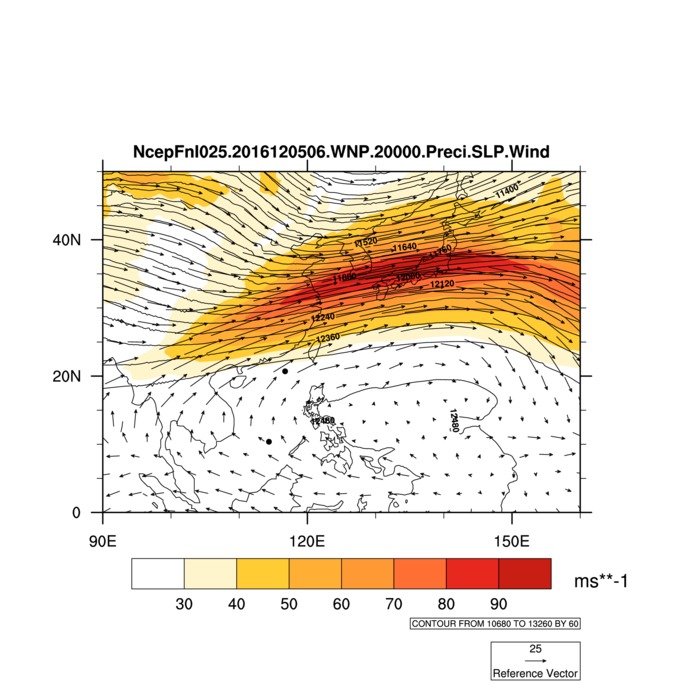 NcepFnl025.2016120506.WNP.20000.Preci.SLP.Wind
11400
40N
11520
11640
11760
11880
12000
12120
12240
12360
20N
12480
12480
0
90E 120E 150E
30 40 50 60 70 80 90
ms**-1
CONTOUR FROM 10680 TO 13260 BY 60
25
Reference Vector